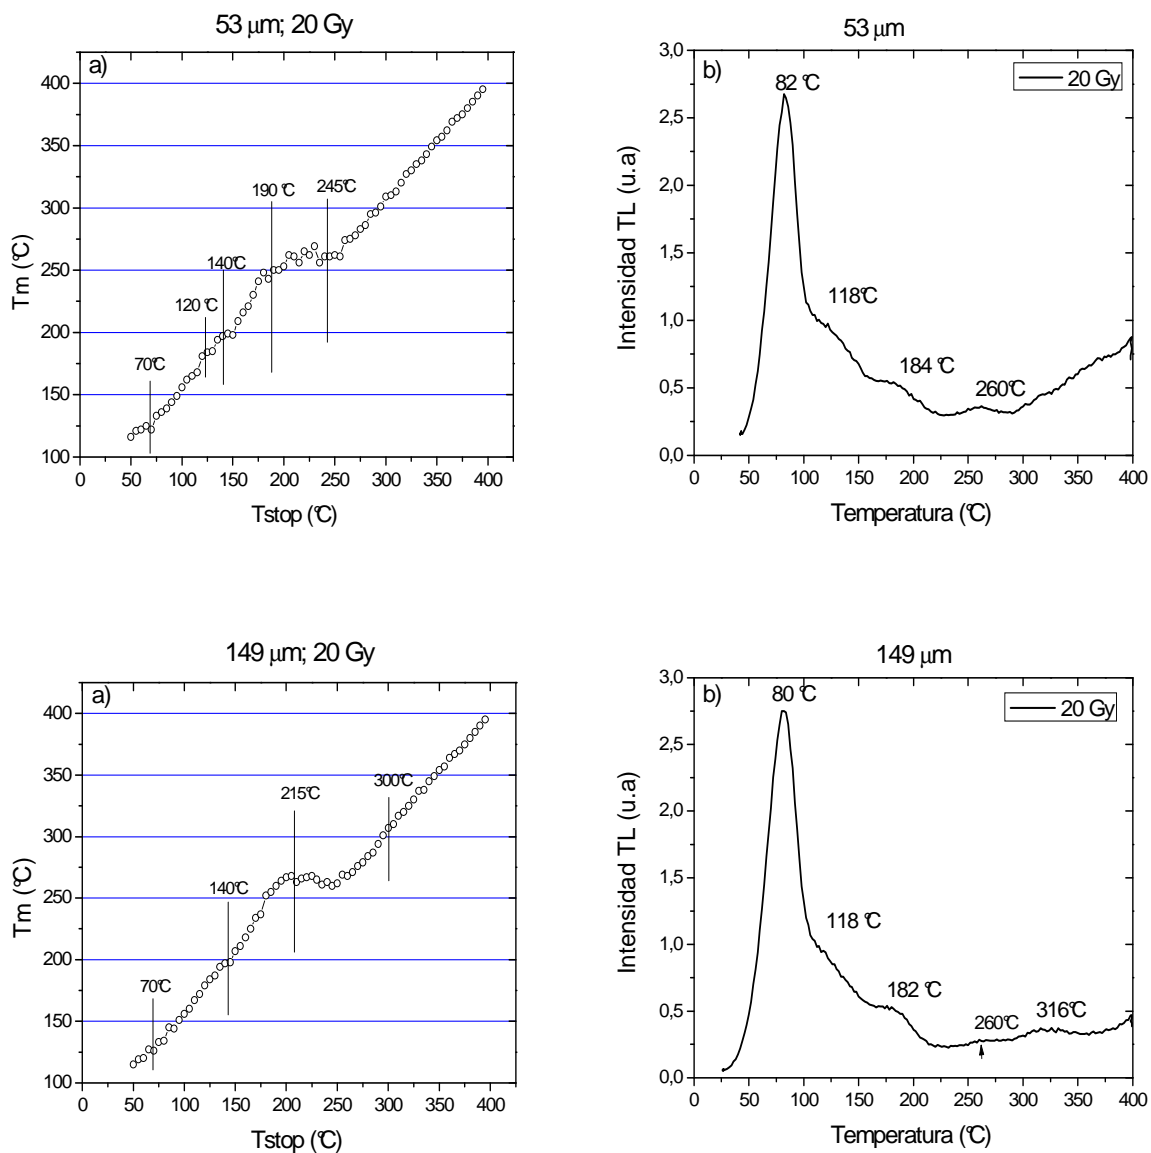 53 μm; 20 Gy
a)
400
350
300
250
200
150
100
Tm (°C)
70°C
120 °C
140°C
190 °C
245°C
0 50 100 150 200 250 300 350 400
Tstop (°C)
53 μm
b)
20 Gy
3,0
2,5
2,0
1,5
1,0
0,5
0,0
Intensidad TL (u.a)
82 °C
118°C
184 °C
260°C
0 50 100 150 200 250 300 350 400
Temperatura (°C)
149 μm; 20 Gy
a)
400
350
300
250
200
150
100
Tm (°C)
70°C
140°C
215°C
300°C
0 50 100 150 200 250 300 350 400
Tstop (°C)
149 μm
b)
20 Gy
3,0
2,5
2,0
1,5
1,0
0,5
0,0
Intensidad TL (u.a)
80 °C
118 °C
182 °C
260°C
316°C
0 50 100 150 200 250 300 350 400
Temperatura (°C)